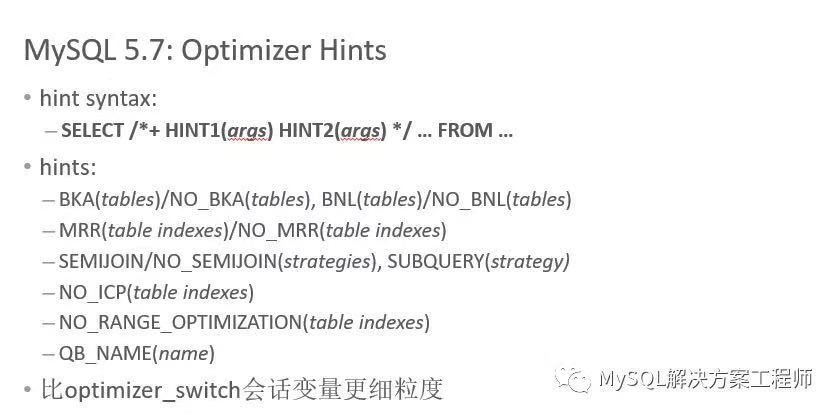 MySQL 5.7: Optimizer Hints
• hint syntax:
– SELECT /*+ HINT1(args) HINT2(args) */ ... FROM ...
• hints:
– BKA(tables)/NO_BKA(tables), BNL(tables)/NO_BNL(tables)
– MRR(table indexes)/NO_MRR(table indexes)
– SEMIJOIN/NO_SEMIJOIN(strategies), SUBQUERY(strategy)
– NO_ICP(table indexes)
– NO_RANGE_OPTIMIZATION(table indexes)
– QB_NAME(name)
• 比optimizer_switch会话变量更细粒度
MySQL解决方案工程师